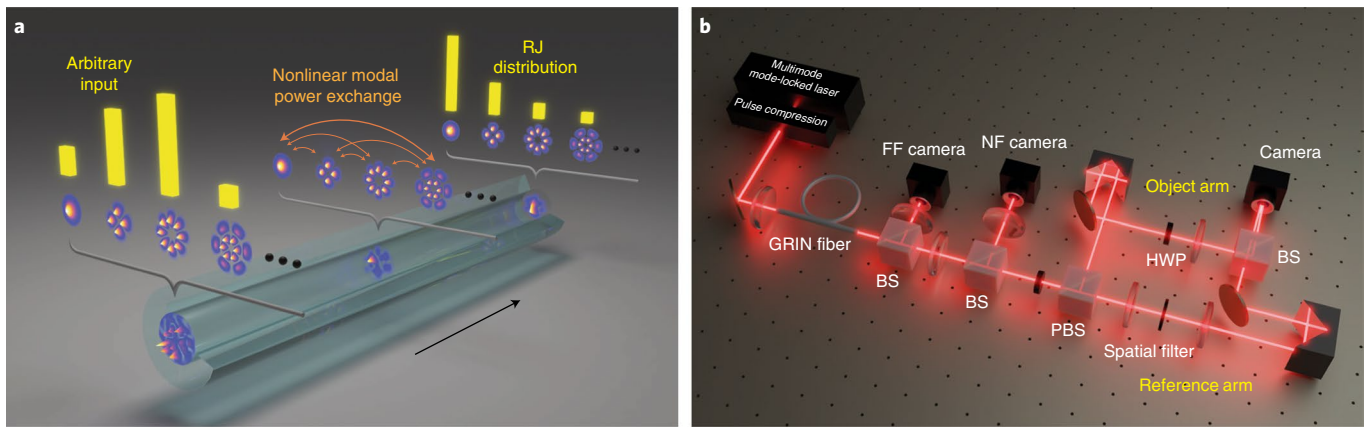 a
Arbitrary
input
Nonlinear modal
power exchange
RJ
distribution
b
Multimode
mode-locked laser
Pulse compression
FF camera
NF camera
Camera
Object arm
GRIN fiber
HWP
BS
BS
BS
PBS
Spatial filter
Reference arm